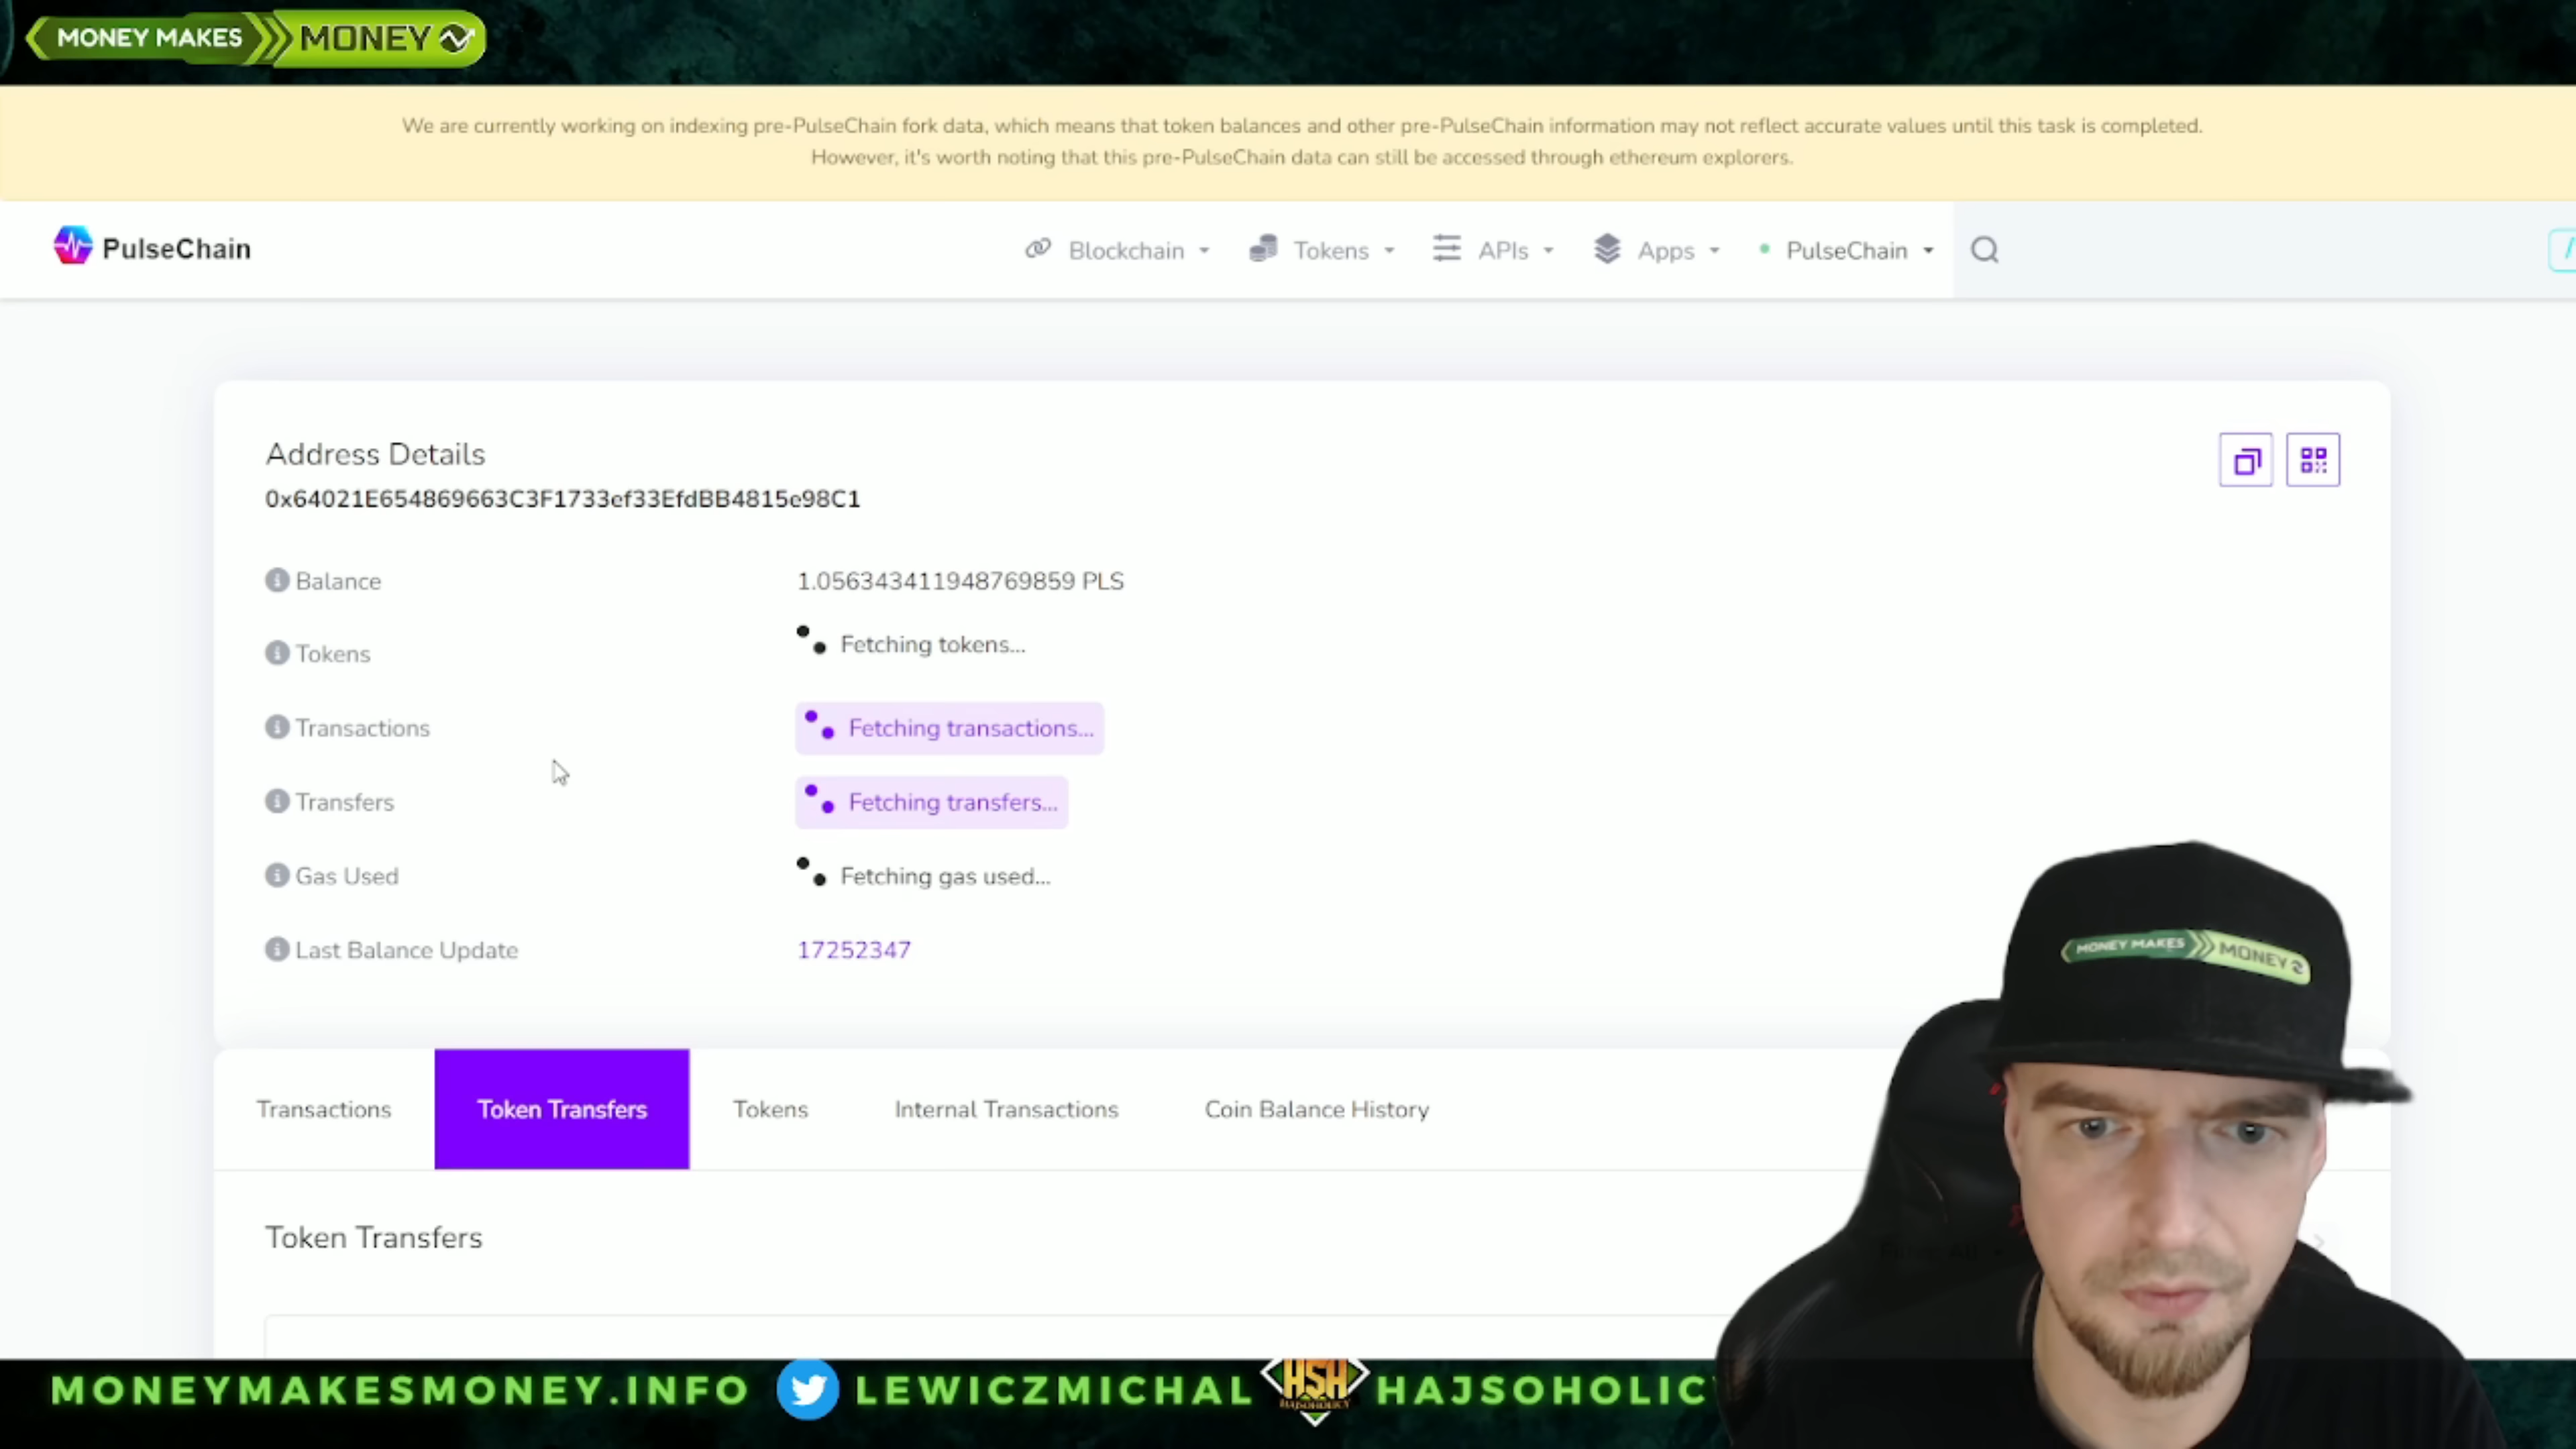 MONEY MAKES MONEY
We are currently working on indexing pre-PulseChain fork data, which means that token balances and other pre-PulseChain information may not reflect accurate values until this task is completed.
However, it's worth noting that this pre-PulseChain data can still be accessed through ethereum explorers.
PulseChain Blockchain Tokens APIs Apps PulseChain /
Address Details
0x64021E654869663C3F1733ef33EfdBB4815e98C1
Balance 1.056343411948769859 PLS
Tokens Fetching tokens...
Transactions Fetching transactions...
Transfers Fetching transfers...
Gas Used Fetching gas used...
Last Balance Update 17252347
MONEY MAKES MONEY
Transactions Token Transfers Tokens Internal Transactions Coin Balance History
Token Transfers
MONEYMAKESMONEY.INFO LEWICZMICHAL HSH HAJSOHOLICY HAJSOHOLIC